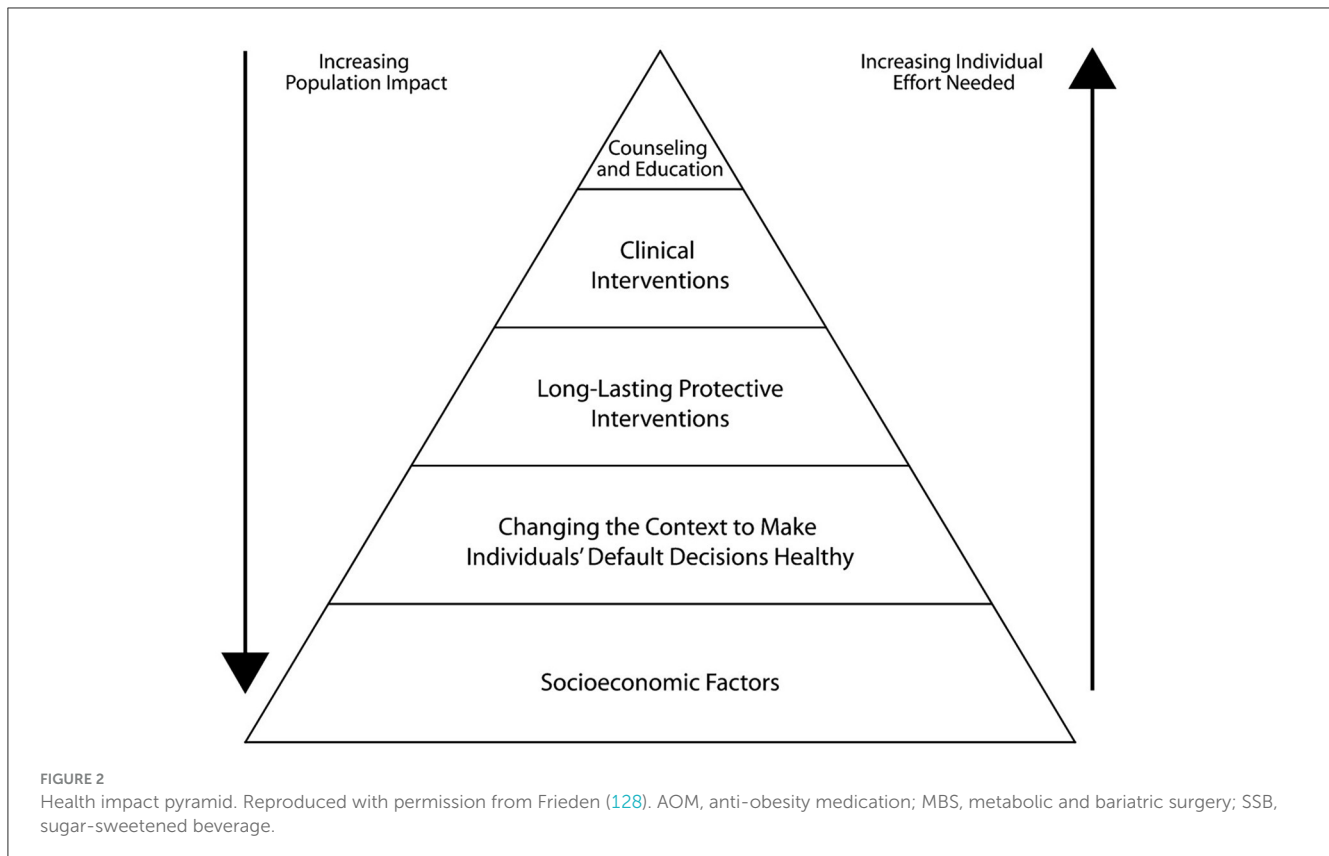 Increasing
Population Impact
Increasing Individual
Effort Needed
Counseling
and Education
Clinical
Interventions
Long-Lasting Protective
Interventions
Changing the Context to Make
Individuals’ Default Decisions Healthy
Socioeconomic Factors
FIGURE 2
Health impact pyramid. Reproduced with permission from Frieden (128). AOM, anti-obesity medication; MBS, metabolic and bariatric surgery; SSB,
sugar-sweetened beverage.